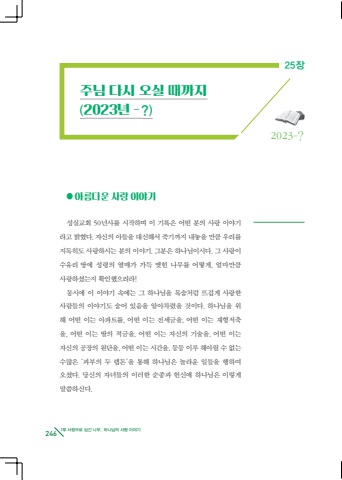 25장
주님 다시 오실 때까지
(2023년 - ?)
2023-?
● 아름다운 사랑 이야기
성실교회 50년사를 시작하며 이 기록은 어떤 분의 사랑 이야기
라고 밝혔다. 자신의 아들을 대신해서 죽기까지 내놓을 만큼 우리를
지독히도 사랑하시는 분의 이야기, 그분은 하나님이시다. 그 사랑이
수유리 땅에 성령의 열매가 가득 맺힌 나무를 어떻게, 얼마만큼
사랑하셨는지 확인했으리라!
동시에 이 이야기 속에는 그 하나님을 목숨처럼 뜨겁게 사랑한
사람들의 이야기도 숨어 있음을 알아차렸을 것이다. 하나님을 위
해 어떤 이는 아파트를, 어떤 이는 전세금을, 어떤 이는 재형저축
을, 어떤 이는 딸의 적금을, 어떤 이는 자신의 기술을, 어떤 이는
자신의 공장의 원단을, 어떤 이는 시간을, 등등 이루 헤아릴 수 없는
수많은 ‘과부의 두 렙돈’을 통해 하나님은 놀라운 일들을 행하여
오셨다. 당신의 자녀들의 이러한 순종과 헌신에 하나님은 이렇게
말씀하신다.
246
1부 사랑으로 심긴 나무, 하나님의 사랑 이야기